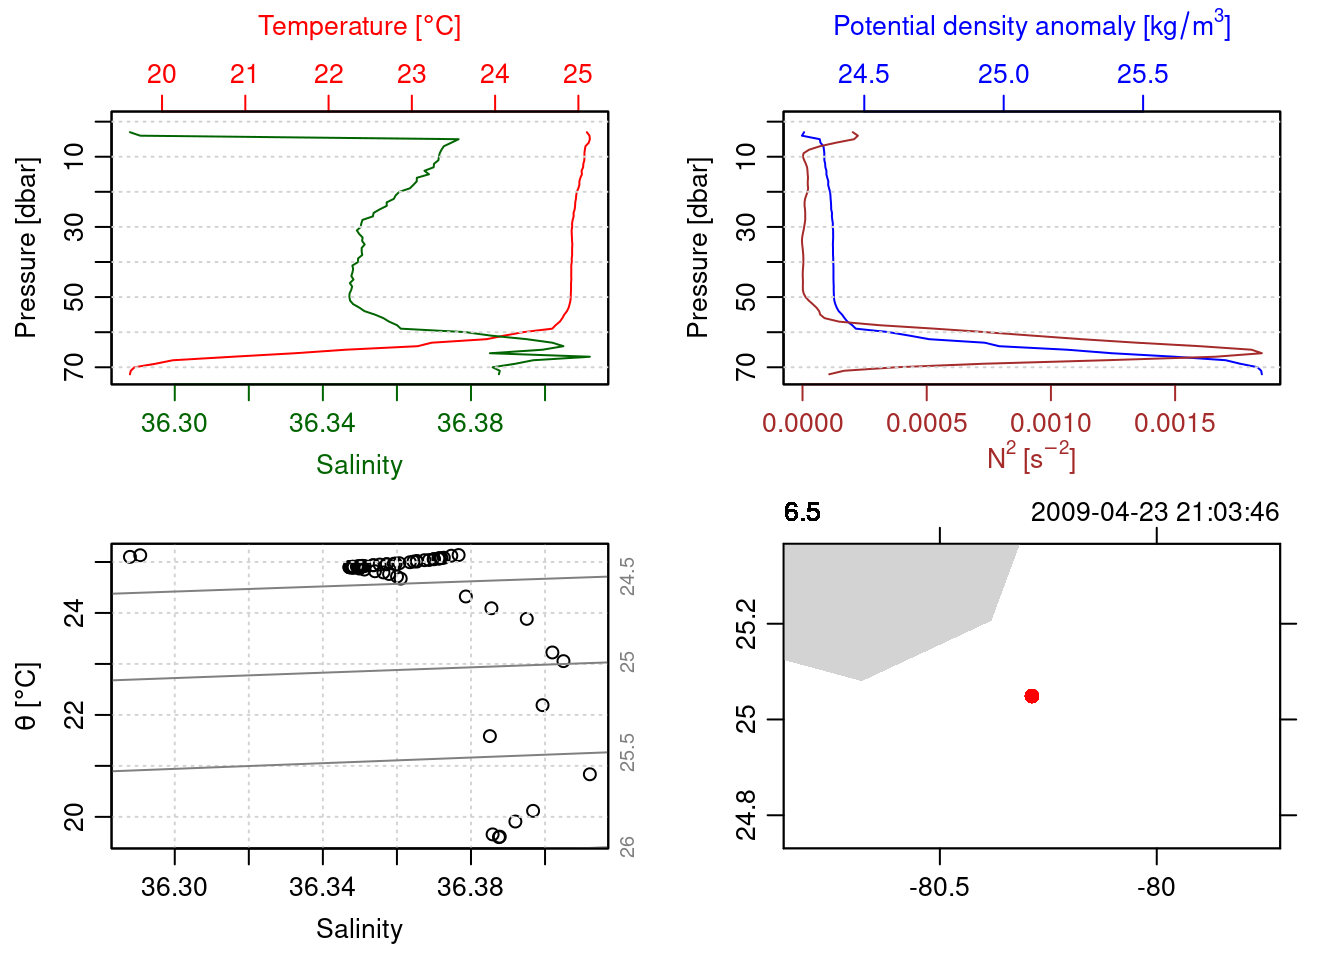 Temperature [°C]
20 21 22 23 24 25
Pressure [dbar]
10 30 50 70
36.30 36.34 36.38
Salinity
Potential density anomaly [kg/m³]
24.5 25.0 25.5
Pressure [dbar]
10 30 50 70
0.0000 0.0005 0.0010 0.0015
N² [s⁻²]
θ [°C]
24 22 20
24.5 25 25.5 26
36.30 36.34 36.38
Salinity
6.5 2009-04-23 21:03:46
25.2 25 24.8
-80.5 -80